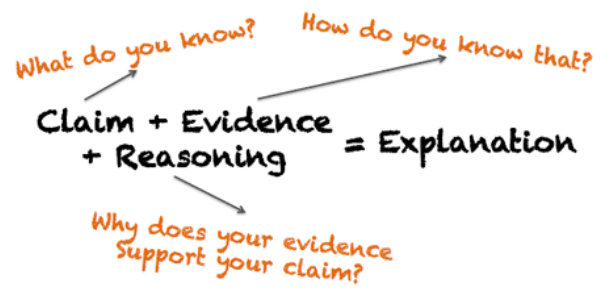 What do you know?
How do you know that?
Claim + Evidence
+ Reasoning
= Explanation
Why does your evidence
Support your claim?